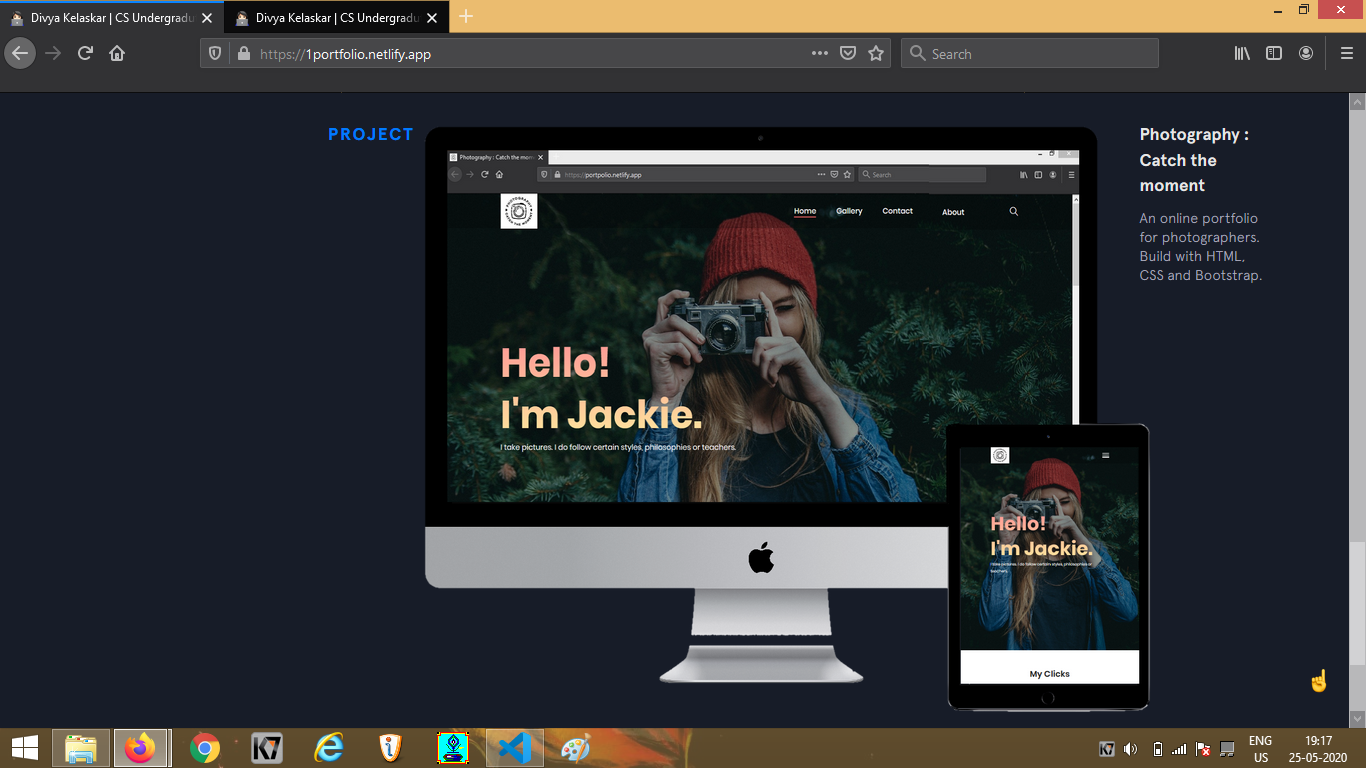 Divya Kelaskar | CS Undergradu
Divya Kelaskar | CS Undergradu
https://1portfolio.netlify.app
Search
PROJECT
Photography : Catch the mom
https://portpolio.netlify.app
Search
Home
Gallery
Contact
About
Hello!
I'm Jackie.
I take pictures. I do follow certain styles, philosophies or teachers.
Hello!
I'm Jackie.
I take pictures. I do follow certain styles, philosophies or
teachers.
My Clicks
Photography :
Catch the
moment
An online portfolio
for photographers.
Build with HTML,
CSS and Bootstrap.
K7
K7
ENG
US
19:17
25-05-2020